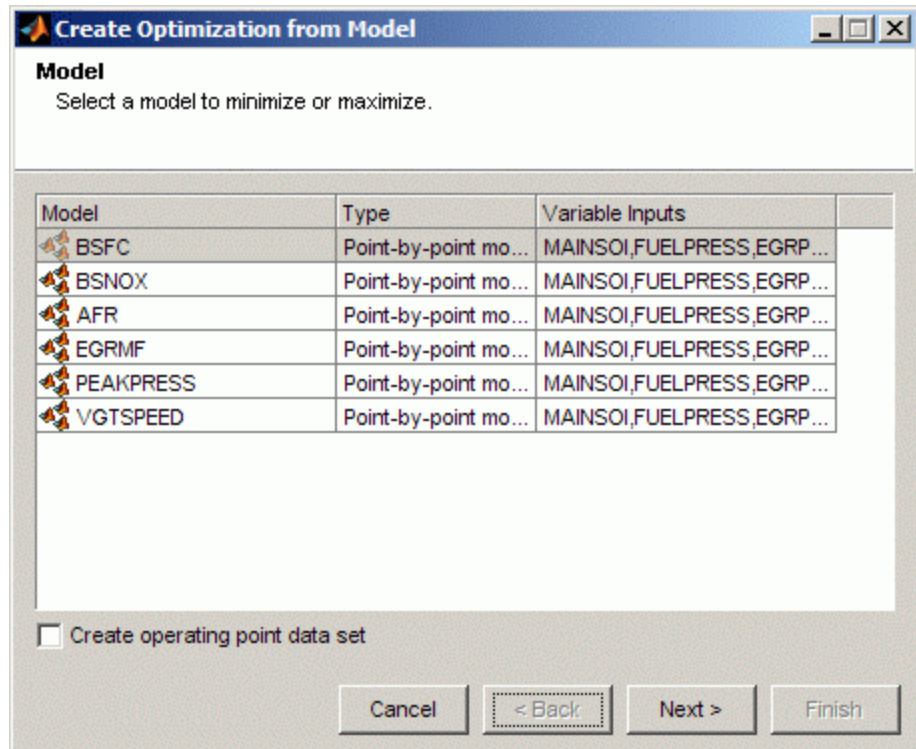 Create Optimization from Model
Model
Select a model to minimize or maximize.
Model Type Variable Inputs
BSFC Point-by-point mo... MAINSOI,FUELPRESS,EGRP...
BSNOX Point-by-point mo... MAINSOI,FUELPRESS,EGRP...
AFR Point-by-point mo... MAINSOI,FUELPRESS,EGRP...
EGRMF Point-by-point mo... MAINSOI,FUELPRESS,EGRP...
PEAKPRESS Point-by-point mo... MAINSOI,FUELPRESS,EGRP...
VGTSPEED Point-by-point mo... MAINSOI,FUELPRESS,EGRP...
Create operating point data set
Cancel < Back Next > Finish